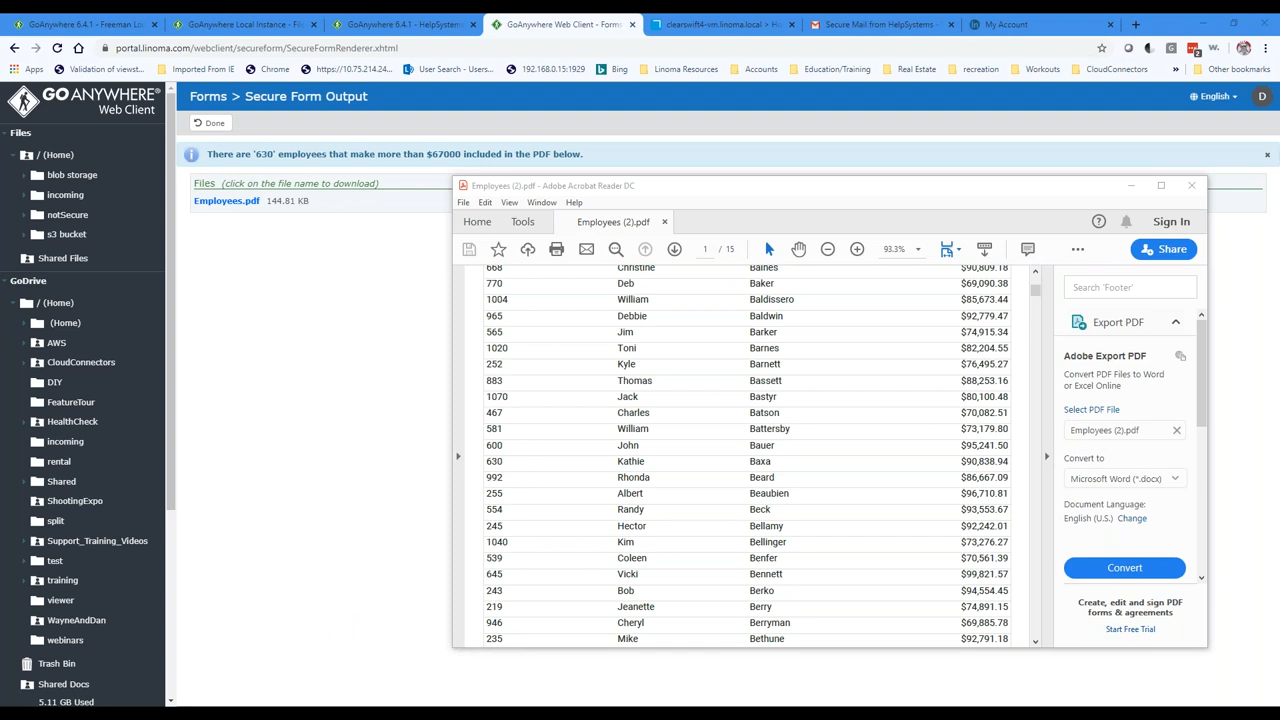 GoAnywhere 6.4.1 - Freeman Lo
GoAnywhere Local Instance - File
GoAnywhere 6.4.1 - HelpSystems
GoAnywhere Web Client - Forms
clearswift4-vm.linoma.local > Ho
Secure Mail from HelpSystems -
My Account
portal.linoma.com/webclient/secureform/SecureFormRenderer.xhtml
Apps
Validation of viewst...
Imported From IE
Chrome
https://10.75.214.24...
User Search - Users...
192.168.0.15:1929
Bing
Linoma Resources
Accounts
Education/Training
Real Estate
recreation
Workouts
CloudConnectors
»
Other bookmarks
GOANYWHERE®
Web Client
Forms > Secure Form Output
English
D
Files
Done
/ (Home)
blob storage
incoming
notSecure
s3 bucket
Shared Files
GoDrive
/ (Home)
(Home)
AWS
CloudConnectors
DIY
FeatureTour
HealthCheck
incoming
rental
Shared
ShootingExpo
split
Support_Training_Videos
test
training
viewer
WayneAndDan
webinars
Trash Bin
Shared Docs
5.11 GB Used
There are '630' employees that make more than $67000 included in the PDF below.
Files (click on the file name to download)
Employees.pdf 144.81 KB
Employees (2).pdf - Adobe Acrobat Reader DC
File Edit View Window Help
Home Tools Employees (2).pdf
Sign In
1 / 15
93.3%
Share
668 Christine Baines $90,809.18
770 Deb Baker $69,090.38
1004 William Baldissero $85,673.44
965 Debbie Baldwin $92,779.47
565 Jim Barker $74,915.34
1020 Toni Barnes $82,204.55
252 Kyle Barnett $76,495.27
883 Thomas Bassett $88,253.16
1070 Jack Bastyr $80,100.48
467 Charles Batson $70,082.51
581 William Battersby $73,179.80
600 John Bauer $95,241.50
630 Kathie Baxa $90,838.94
992 Rhonda Beard $86,667.09
255 Albert Beaubien $96,710.81
554 Randy Beck $93,553.67
245 Hector Bellamy $92,242.01
1040 Kim Bellinger $73,276.27
539 Coleen Benfer $70,561.39
645 Vicki Bennett $99,821.57
243 Bob Berko $94,554.45
219 Jeanette Berry $74,891.15
946 Cheryl Berryman $69,885.78
235 Mike Bethune $92,791.18
Search 'Footer'
Export PDF
Adobe Export PDF
Convert PDF Files to Word
or Excel Online
Select PDF File
Employees (2).pdf
Convert to
Microsoft Word (*.docx)
Document Language:
English (U.S.) Change
Convert
Create, edit and sign PDF
forms & agreements
Start Free Trial